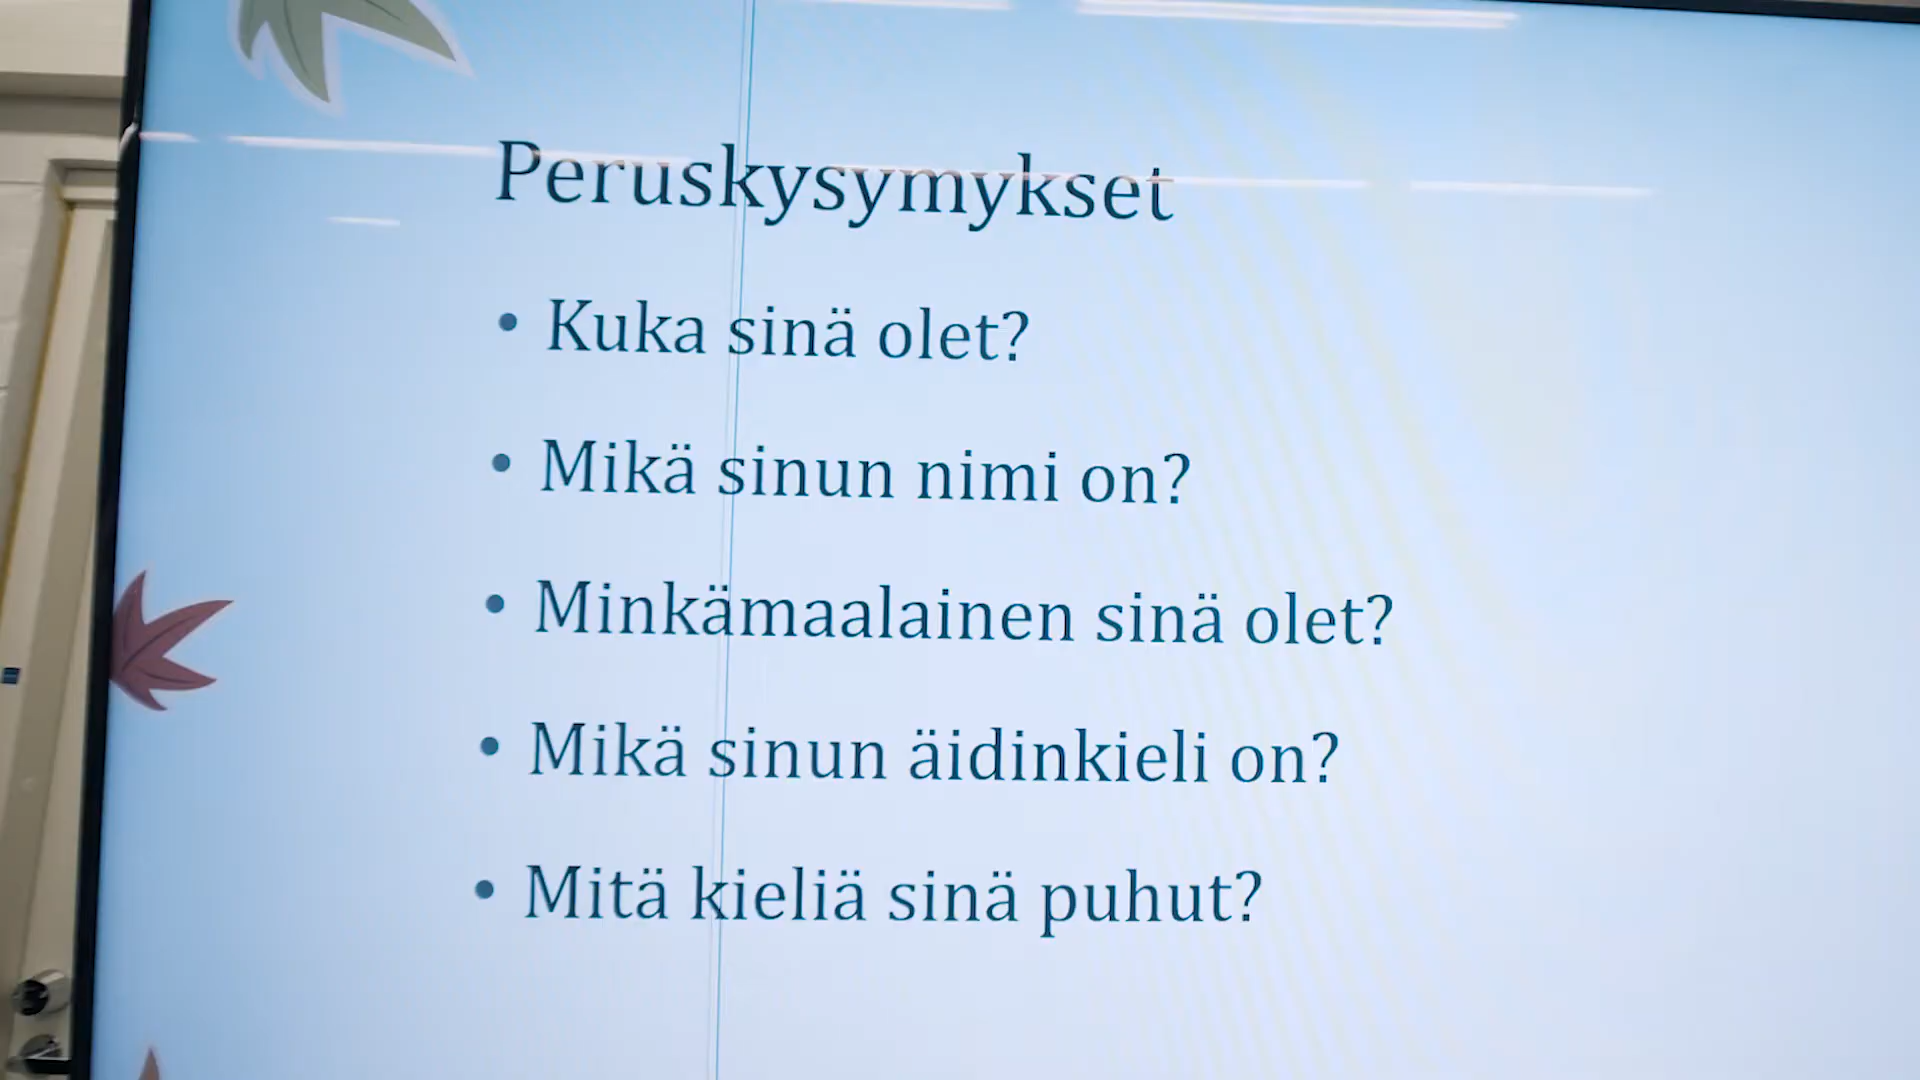 Peruskysymykset
• Kuka sinä olet?
• Mikä sinun nimi on?
• Minkämaalainen sinä olet?
• Mikä sinun äidinkieli on?
• Mitä kieliä sinä puhut?